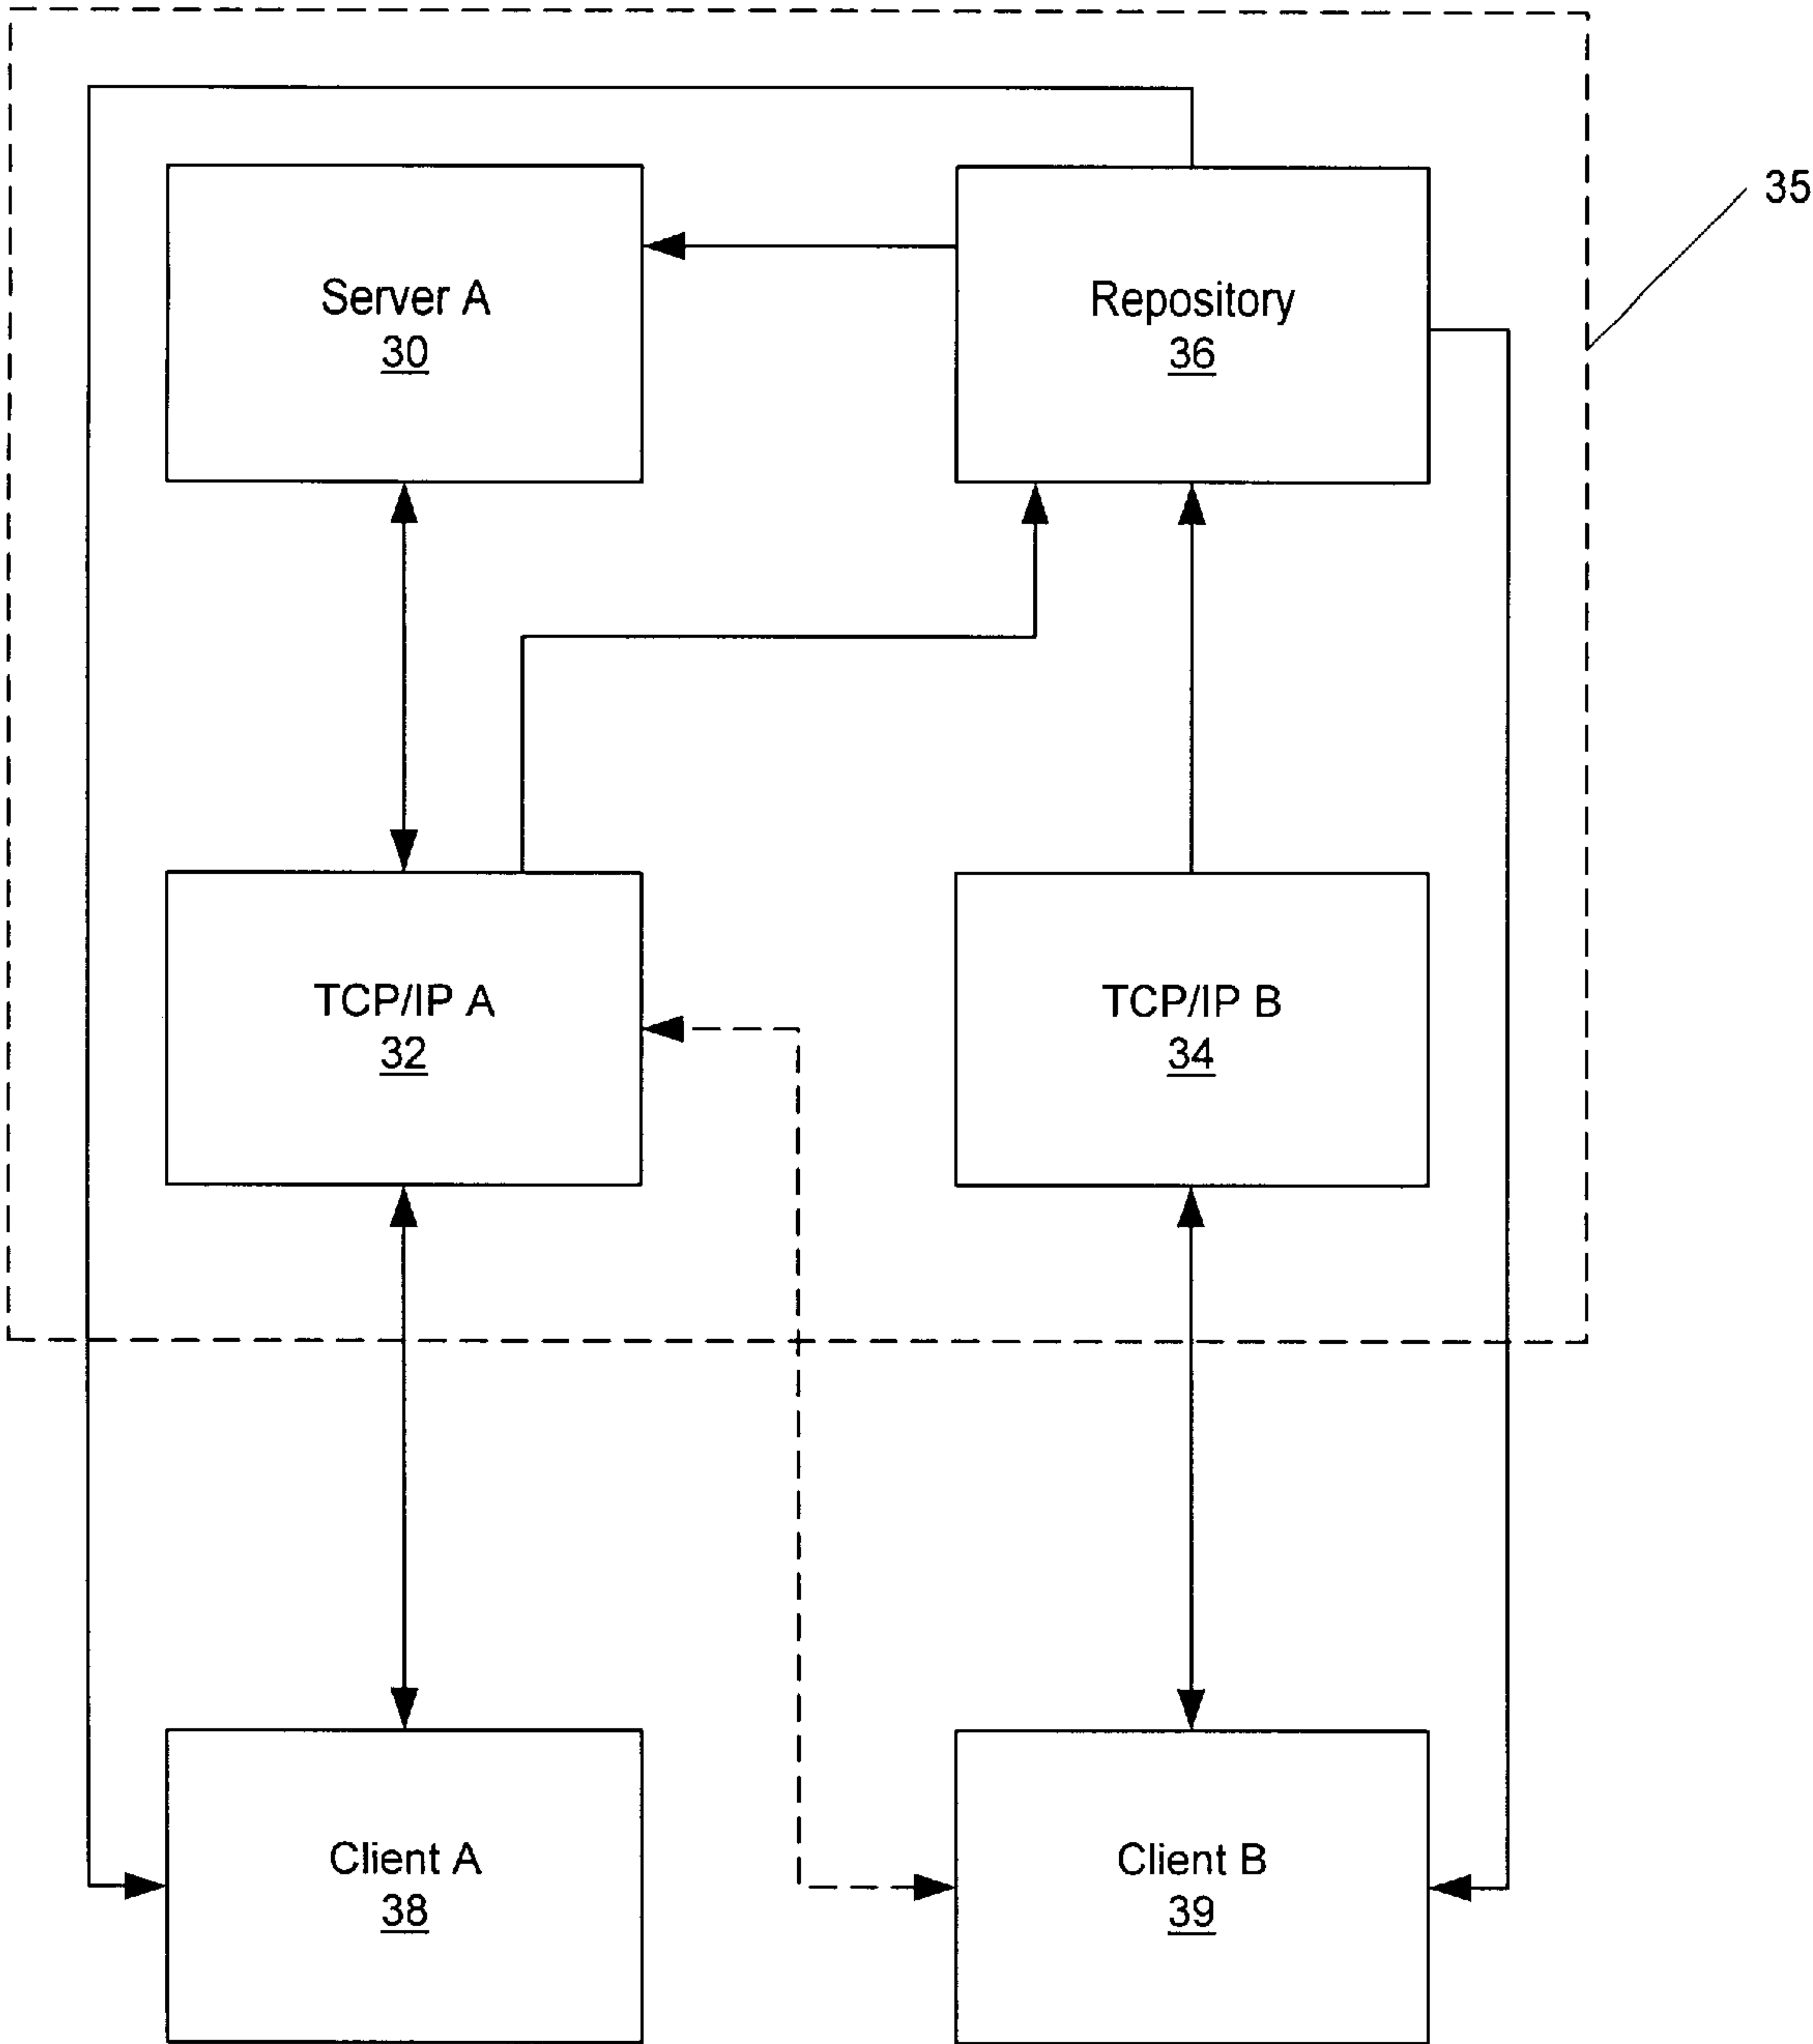 35
Server A
30
Repository
36
TCP/IP A
32
TCP/IP B
34
Client A
38
Client B
39